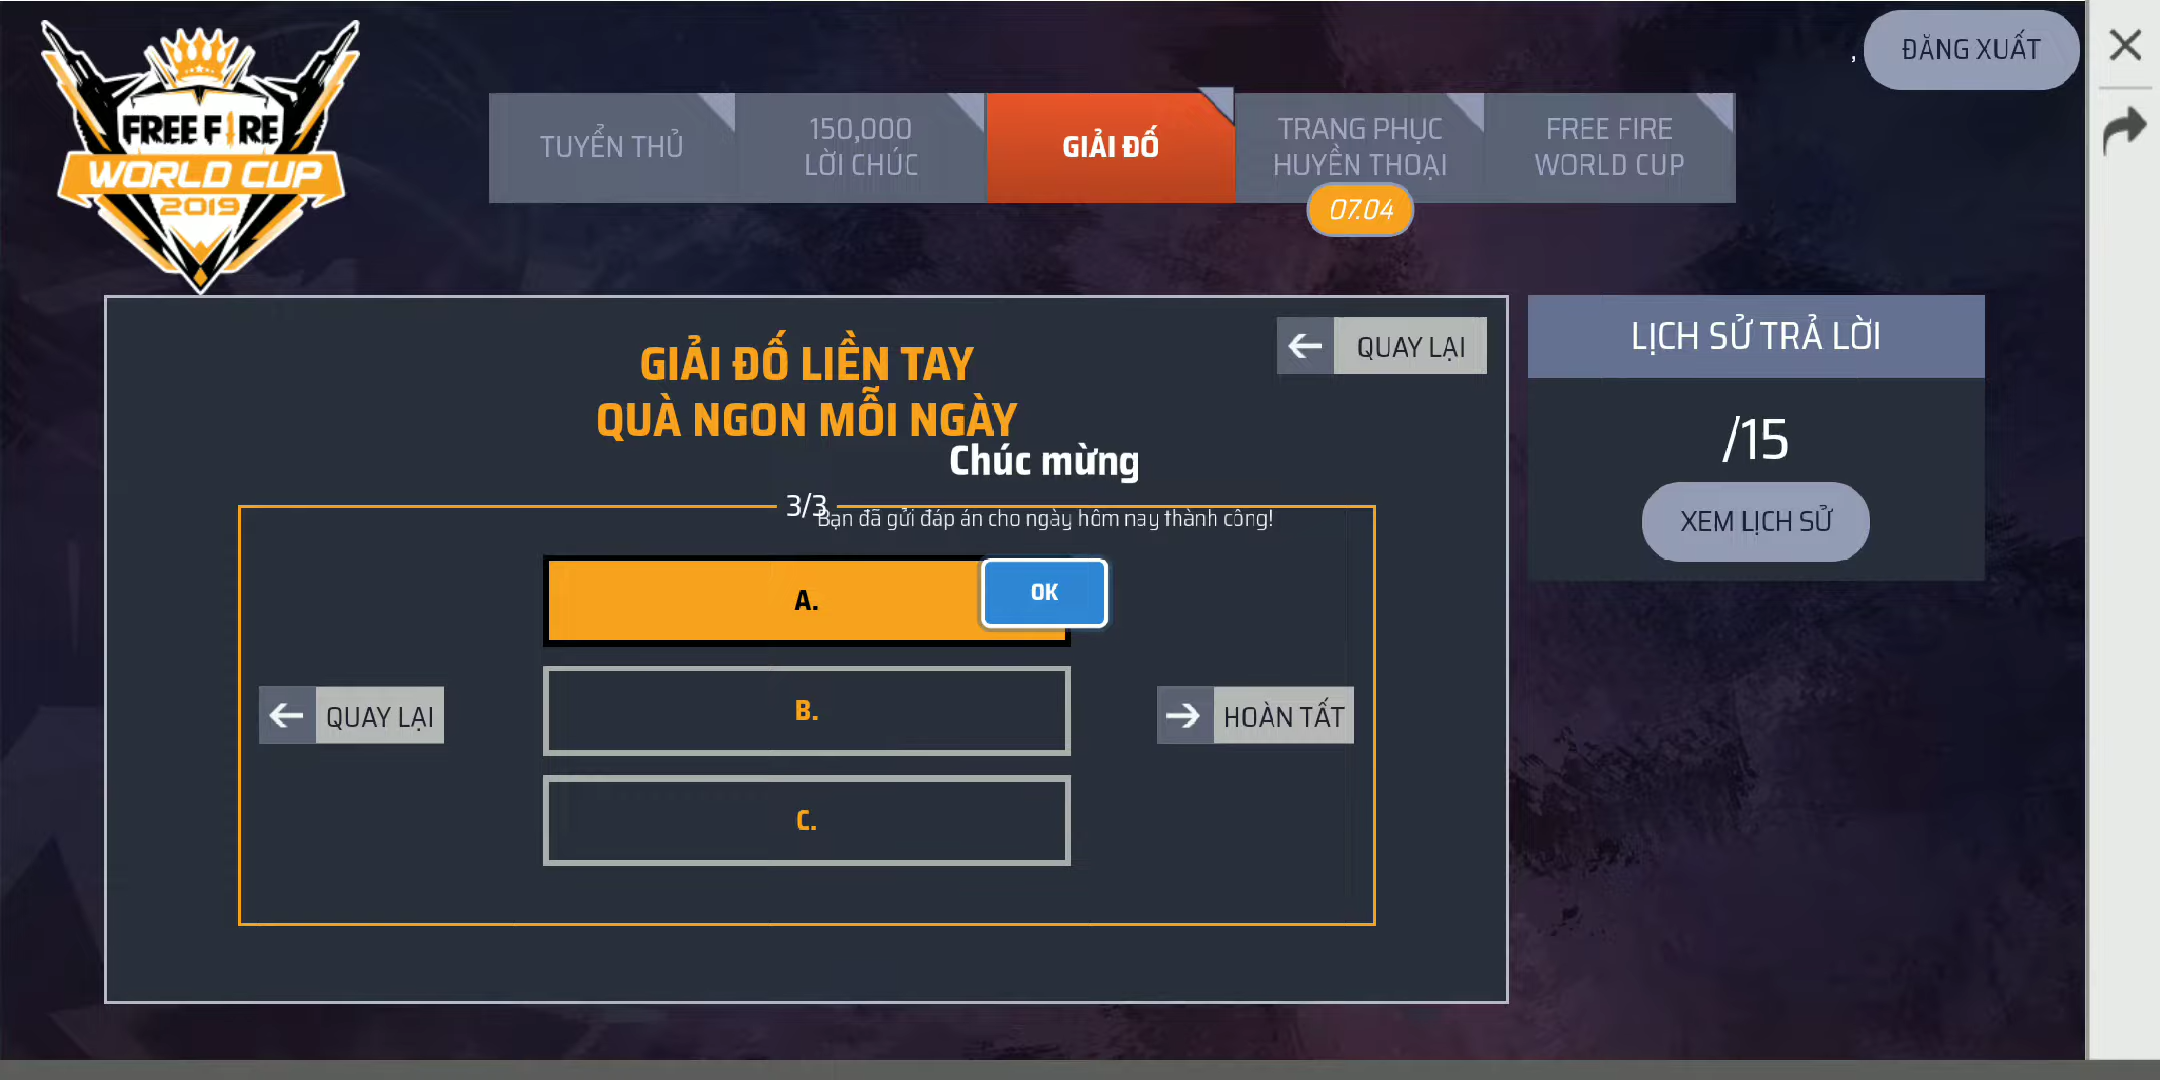 FREE FIRE
WORLD CUP
2019
,
ĐĂNG XUẤT
TUYỂN THỦ
150,000
LỜI CHÚC
GIẢI ĐỐ
TRANG PHỤC
HUYỀN THOẠI
07.04
FREE FIRE
WORLD CUP
GIẢI ĐỐ LIỀN TAY
QUÀ NGON MỖI NGÀY
QUAY LẠI
Chúc mừng
3/3
Bạn đã gửi đáp án cho ngày hôm nay thành công!
A.
OK
B.
C.
QUAY LẠI
HOÀN TẤT
LỊCH SỬ TRẢ LỜI
/15
XEM LỊCH SỬ